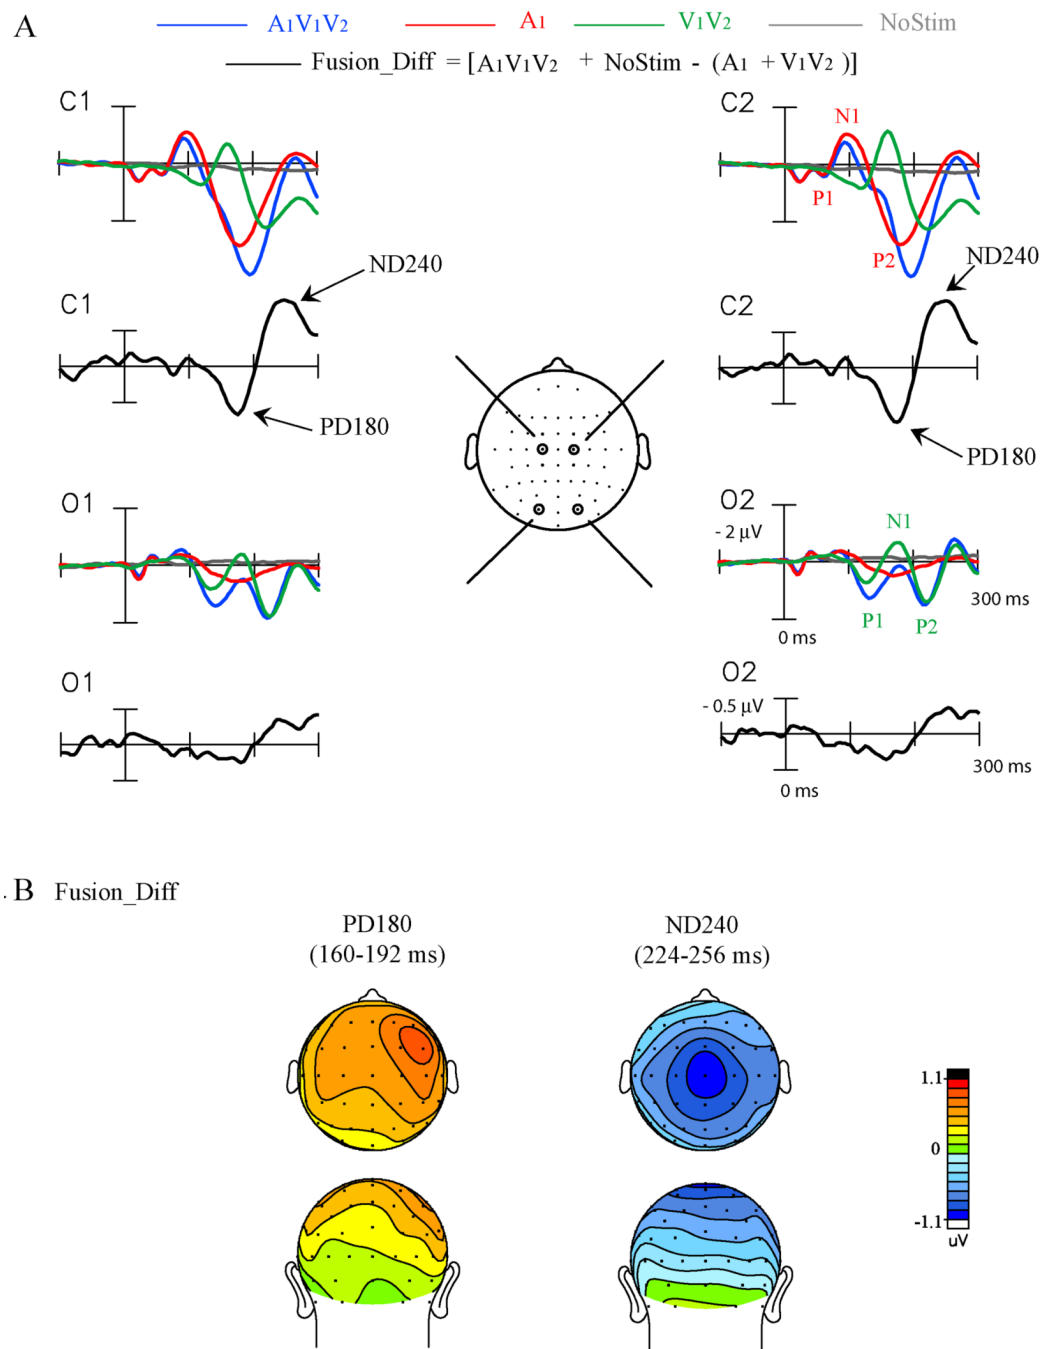 A
A1V1V2 A1 V1V2 NoStim
Fusion_Diff = [A1V1V2 + NoStim - (A1 + V1V2 )]
C1 C2
N1
P1
P2
ND240 ND240
C1 C2
PD180 PD180
O1 O2
- 2 µV
N1
P1 P2
300 ms
0 ms
O1 O2
- 0.5 µV
300 ms
0 ms
B Fusion_Diff
PD180 ND240
(160-192 ms) (224-256 ms)
1.1
0
-1.1
uV